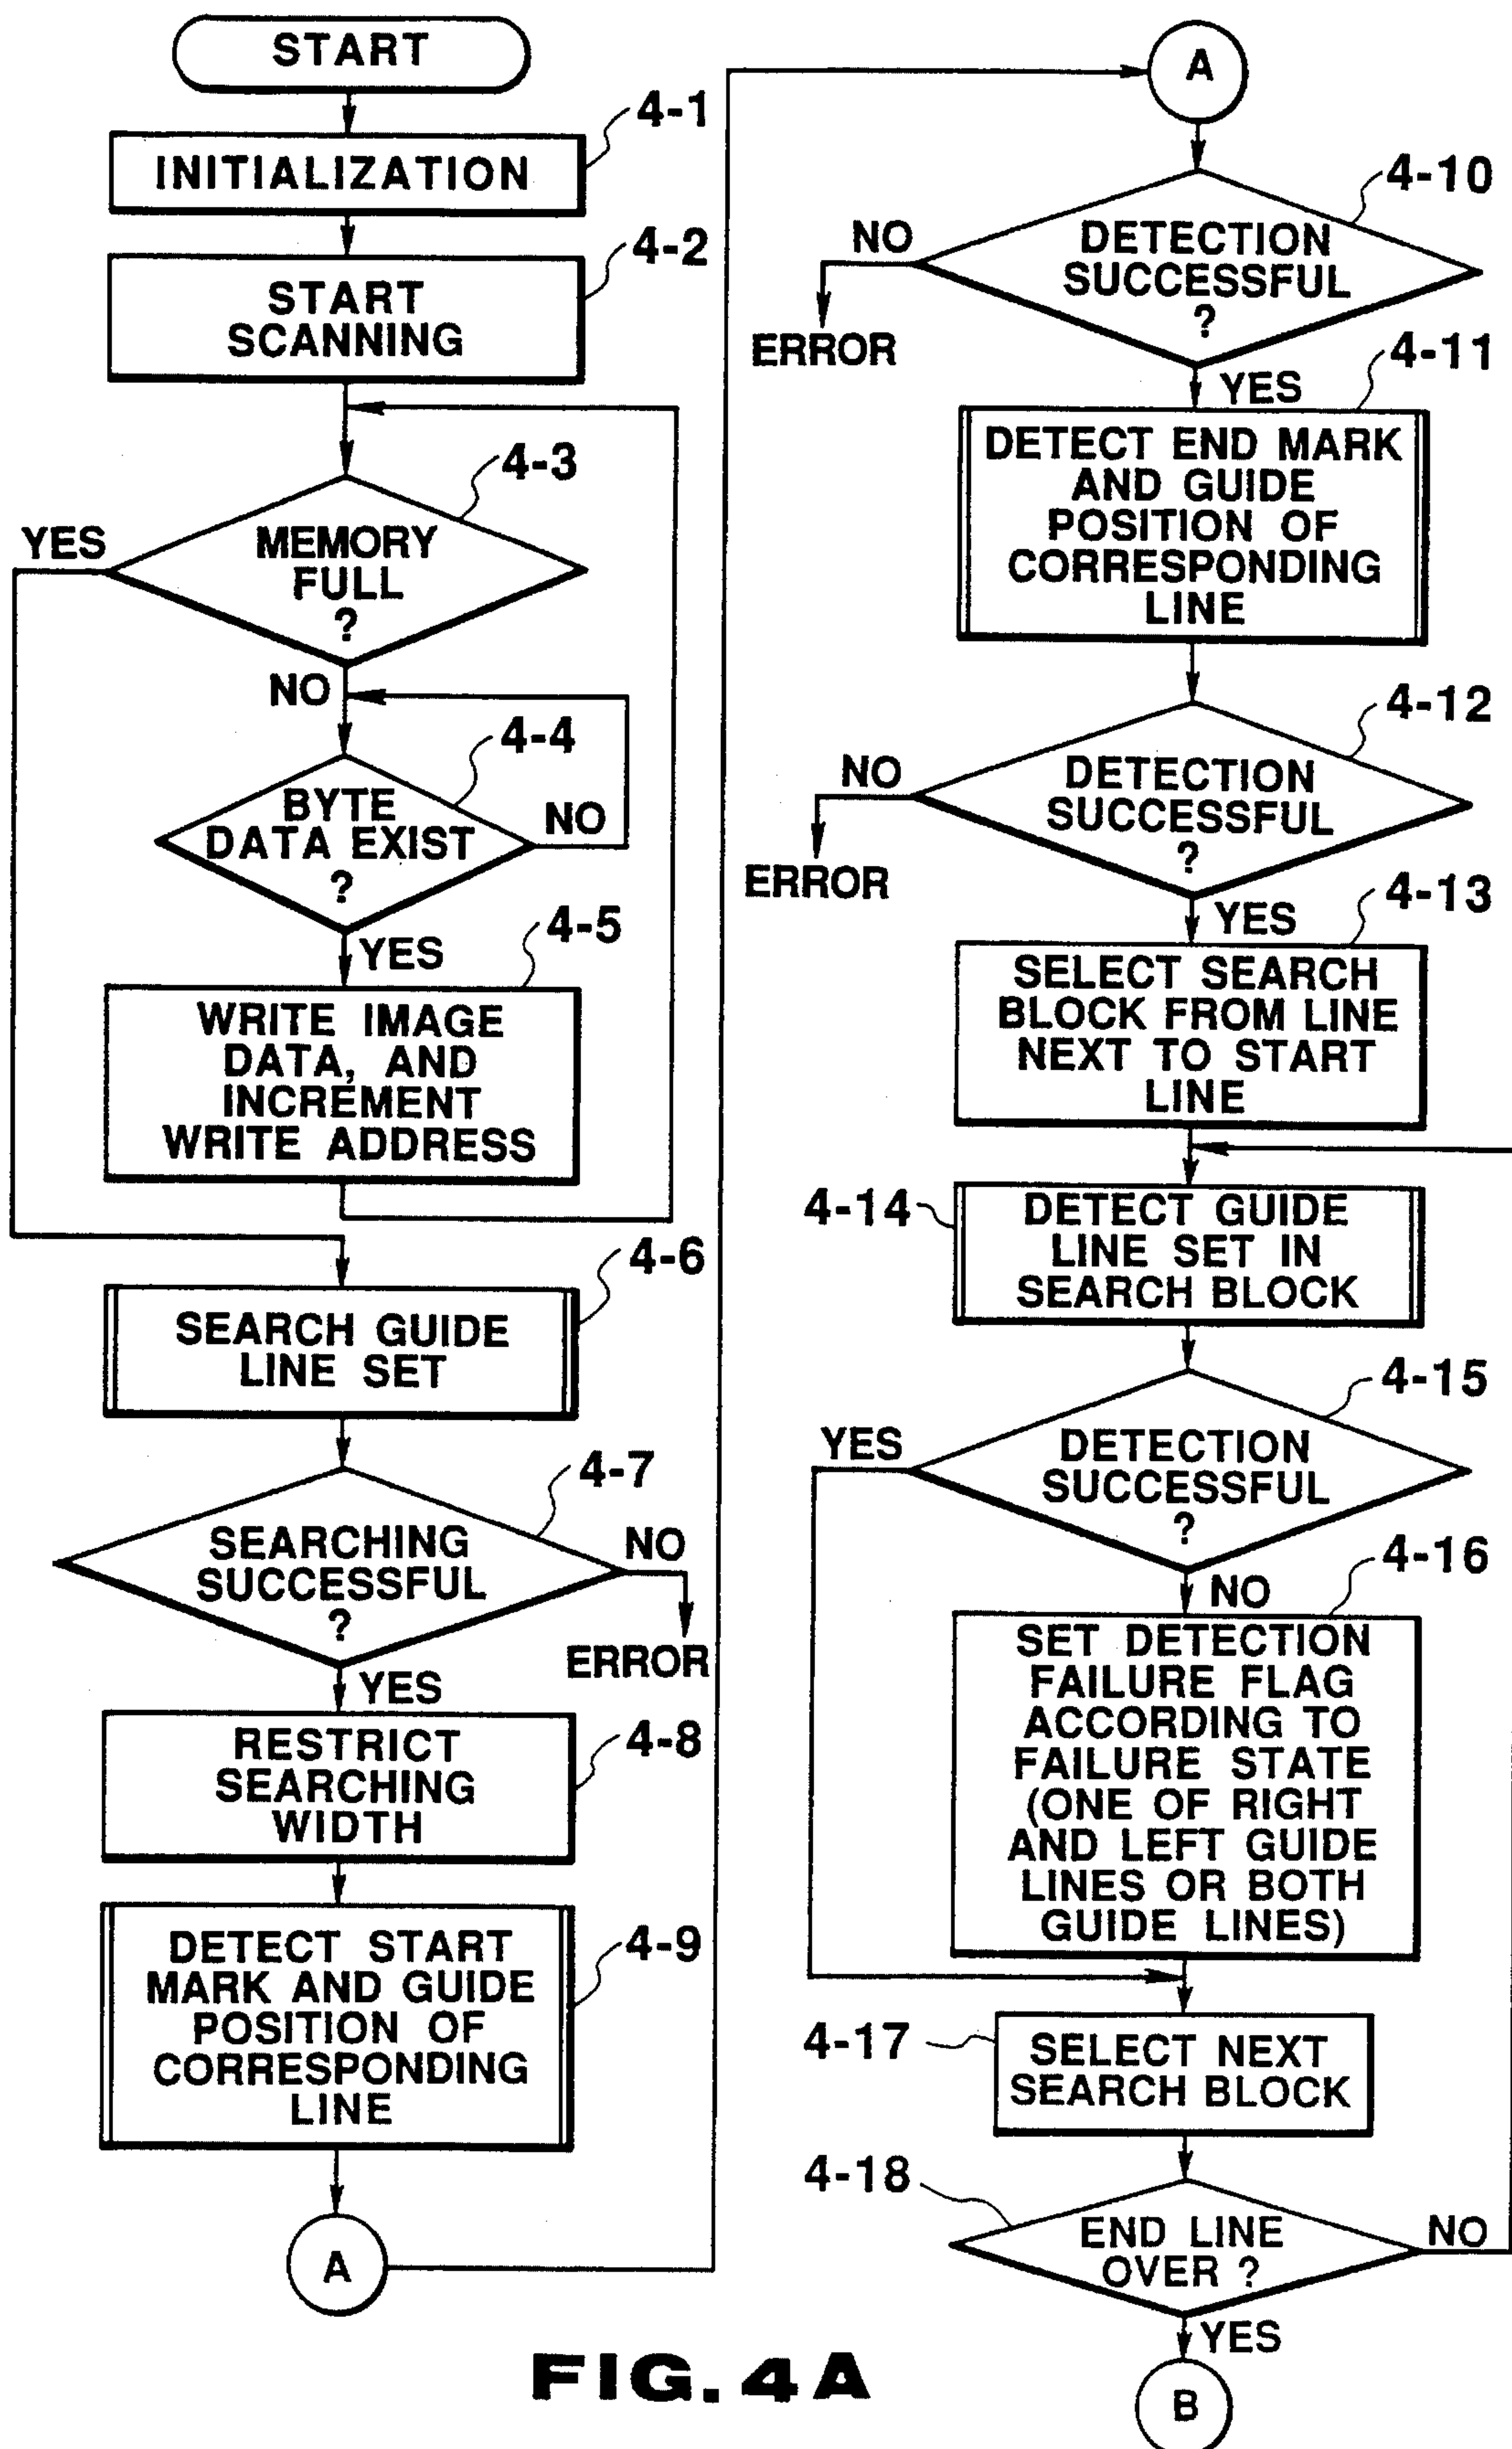 START
4-1
INITIALIZATION
4-2
START
SCANNING
4-3
YES
MEMORY
FULL
?
NO
4-4
BYTE
DATA EXIST
?
NO
YES
4-5
WRITE IMAGE
DATA, AND
INCREMENT
WRITE ADDRESS
4-6
SEARCH GUIDE
LINE SET
4-7
SEARCHING
SUCCESSFUL
?
NO
ERROR
YES
4-8
RESTRICT
SEARCHING
WIDTH
4-9
DETECT START
MARK AND GUIDE
POSITION OF
CORRESPONDING
LINE
A
A
4-10
NO
DETECTION
SUCCESSFUL
?
ERROR
YES
4-11
DETECT END MARK
AND GUIDE
POSITION OF
CORRESPONDING
LINE
4-12
NO
DETECTION
SUCCESSFUL
?
ERROR
YES
4-13
SELECT SEARCH
BLOCK FROM LINE
NEXT TO START
LINE
4-14
DETECT GUIDE
LINE SET IN
SEARCH BLOCK
4-15
YES
DETECTION
SUCCESSFUL
?
NO
4-16
SET DETECTION
FAILURE FLAG
ACCORDING TO
FAILURE STATE
(ONE OF RIGHT
AND LEFT GUIDE
LINES OR BOTH
GUIDE LINES)
4-17
SELECT NEXT
SEARCH BLOCK
4-18
END LINE
OVER ?
NO
YES
B
FIG. 4A